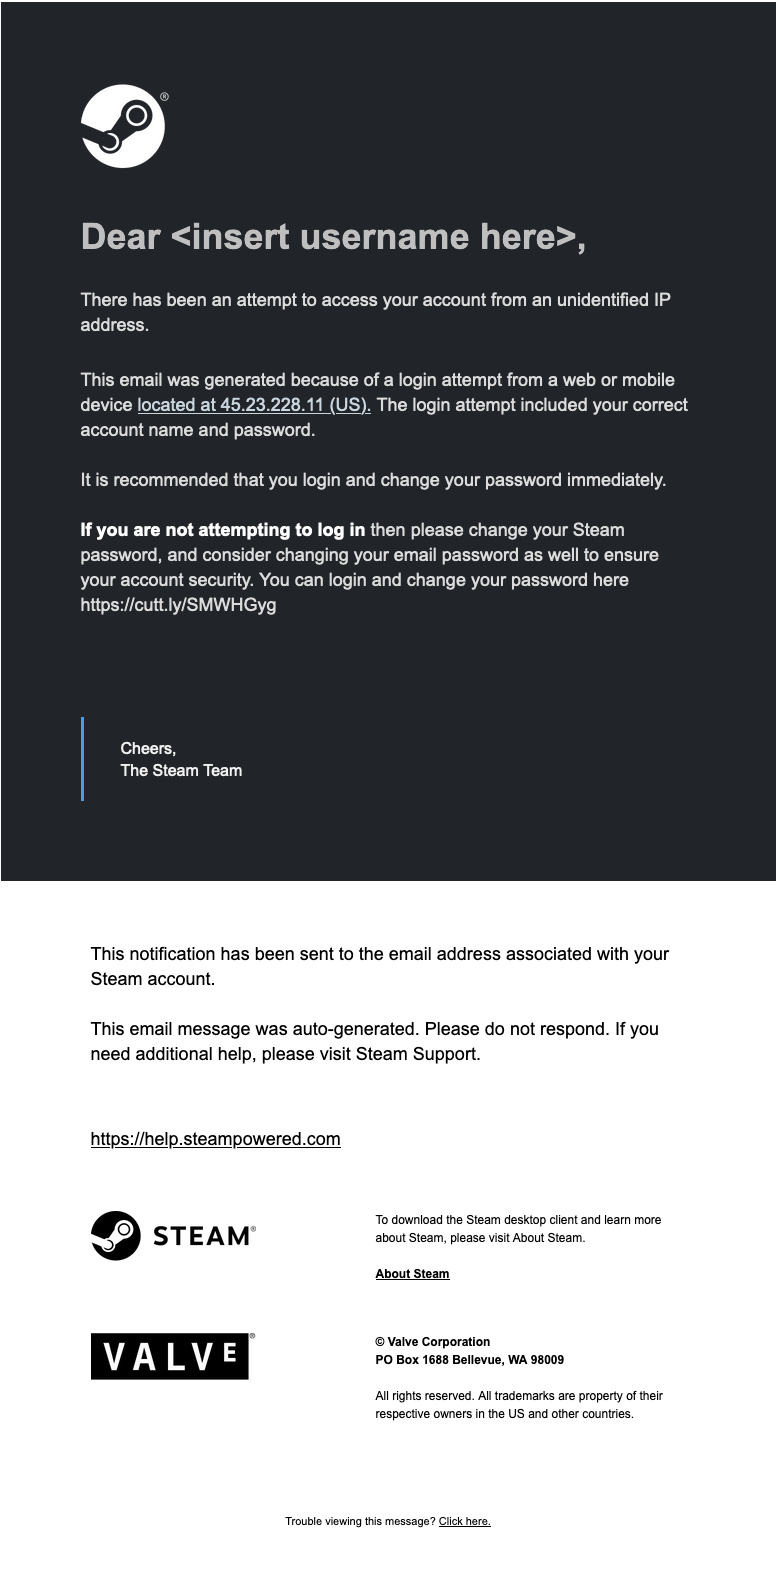 ®
Dear <insert username here>,
There has been an attempt to access your account from an unidentified IP
address.
This email was generated because of a login attempt from a web or mobile
device located at 45.23.228.11 (US). The login attempt included your correct
account name and password.
It is recommended that you login and change your password immediately.
If you are not attempting to log in then please change your Steam
password, and consider changing your email password as well to ensure
your account security. You can login and change your password here
https://cutt.ly/SMWHGyg
Cheers,
The Steam Team
This notification has been sent to the email address associated with your
Steam account.
This email message was auto-generated. Please do not respond. If you
need additional help, please visit Steam Support.
https://help.steampowered.com
STEAM®
To download the Steam desktop client and learn more
about Steam, please visit About Steam.
About Steam
VALVE®
© Valve Corporation
PO Box 1688 Bellevue, WA 98009
All rights reserved. All trademarks are property of their
respective owners in the US and other countries.
Trouble viewing this message? Click here.